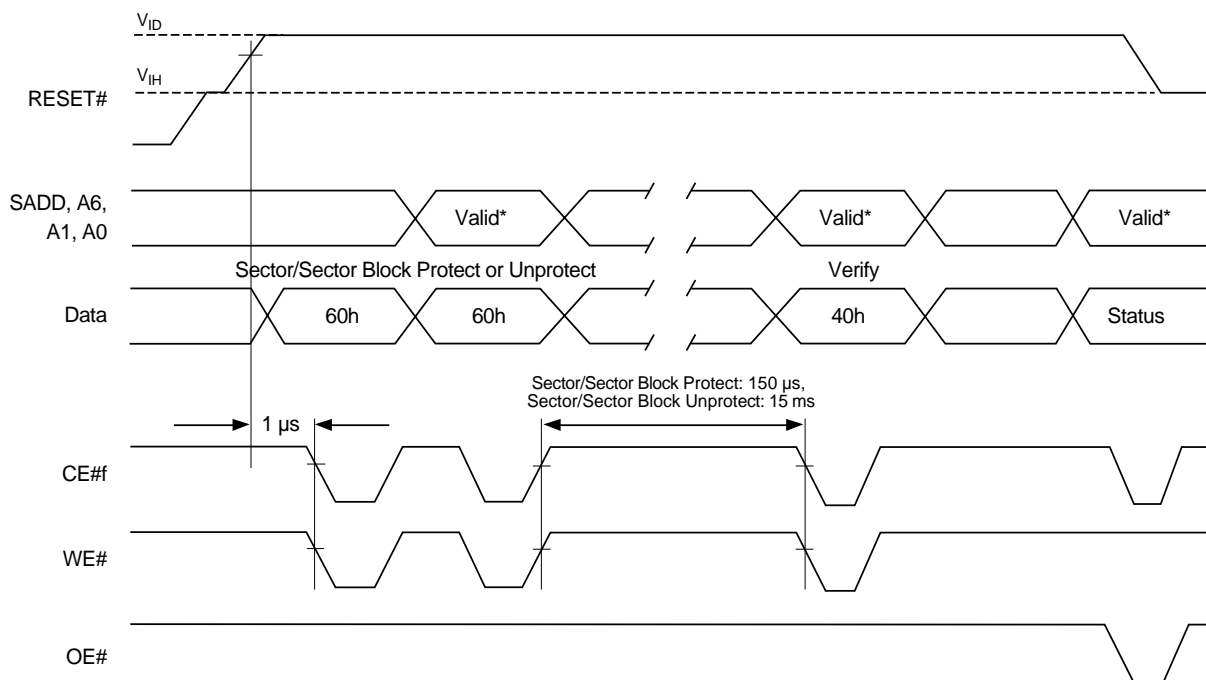 VID
VIH
RESET#
SADD, A6,
A1, A0
Valid*
Valid*
Valid*
Sector/Sector Block Protect or Unprotect
Verify
Data
60h
60h
40h
Status
Sector/Sector Block Protect: 150 µs,
Sector/Sector Block Unprotect: 15 ms
1 µs
CE#f
WE#
OE#